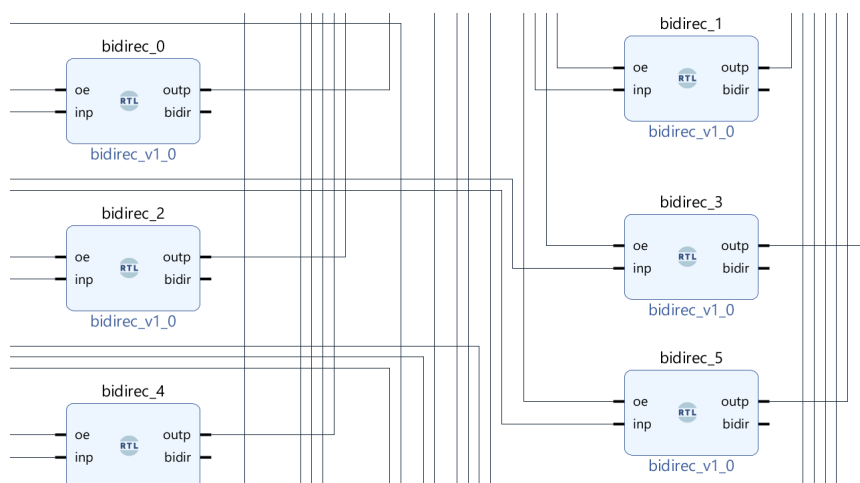 bidirec_0
oe outp
RTL
inp bidir
bidirec_v1_0
bidirec_1
oe outp
RTL
inp bidir
bidirec_v1_0
bidirec_2
oe outp
RTL
inp bidir
bidirec_v1_0
bidirec_3
oe outp
RTL
inp bidir
bidirec_v1_0
bidirec_4
oe outp
RTL
inp bidir
bidirec_5
oe outp
RTL
inp bidir
bidirec_v1_0